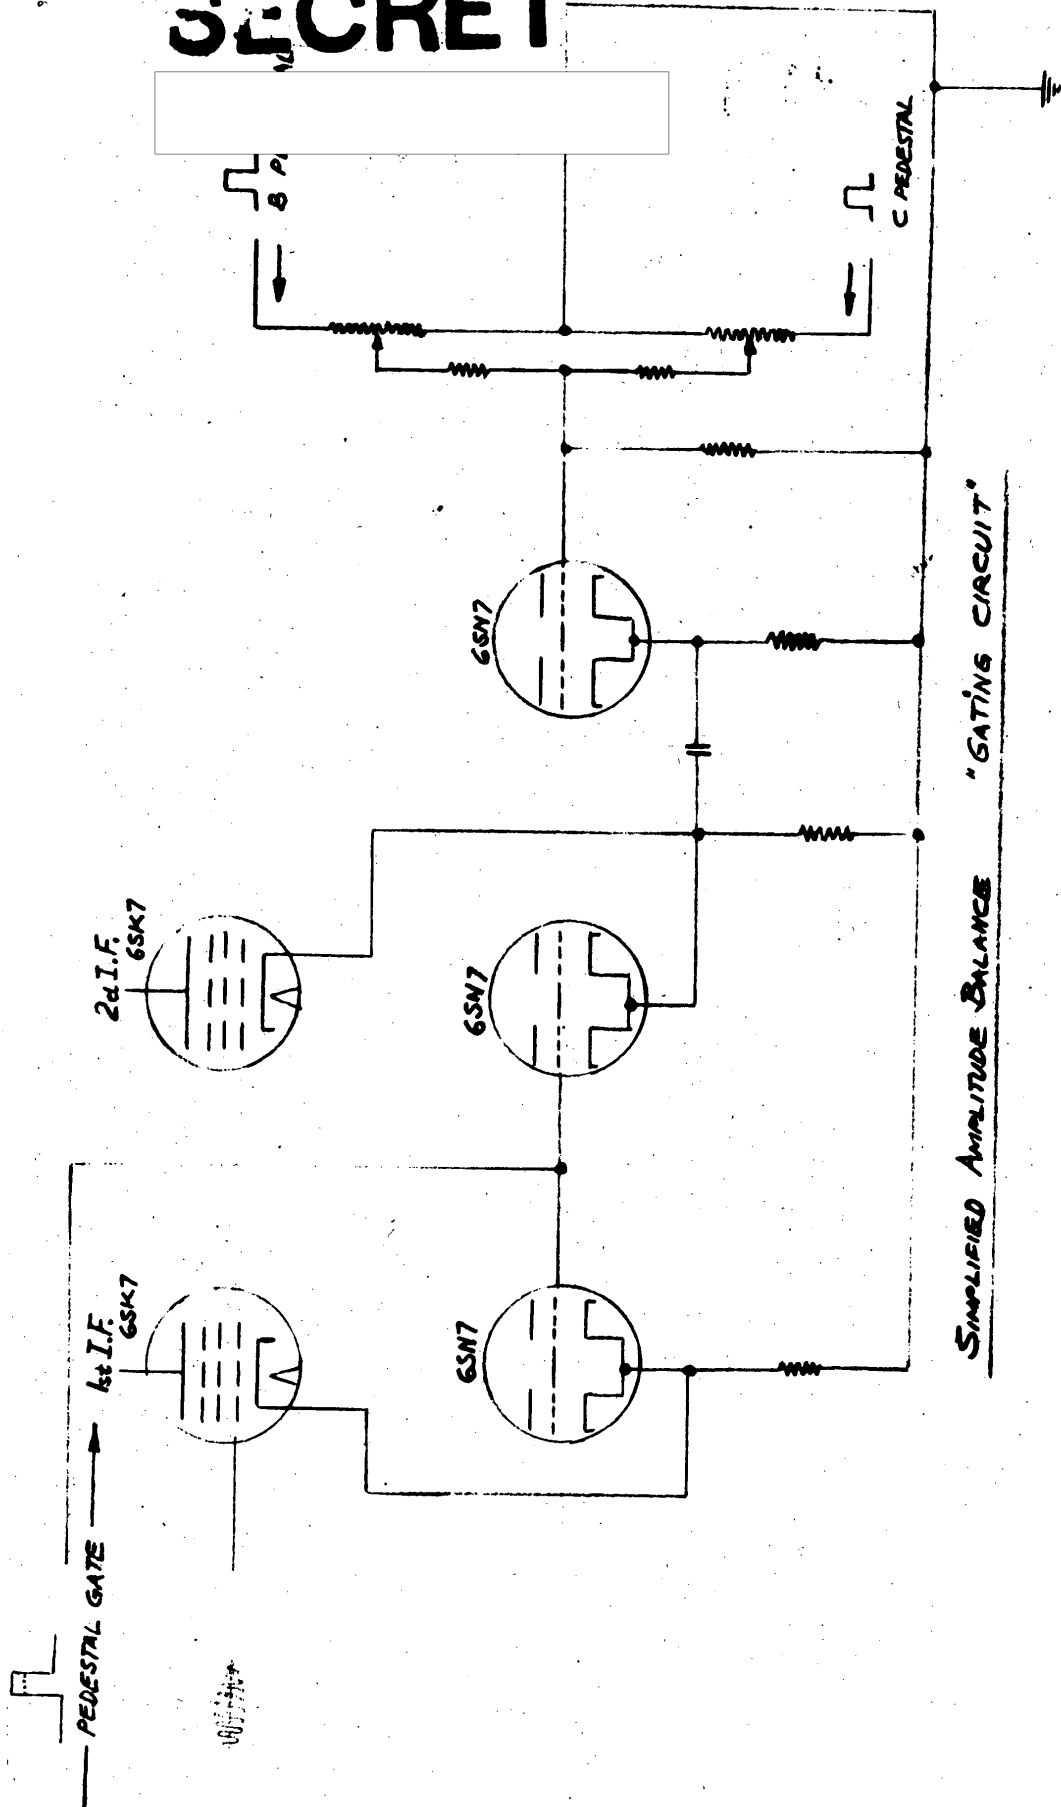 SECRET
B
C PEDESTAL
6SN7
2d I.F.
6SK7
6SN7
1st I.F.
6SK7
6SN7
PEDESTAL GATE
SIMPLIFIED AMPLITUDE BALANCE "GATING CIRCUIT"